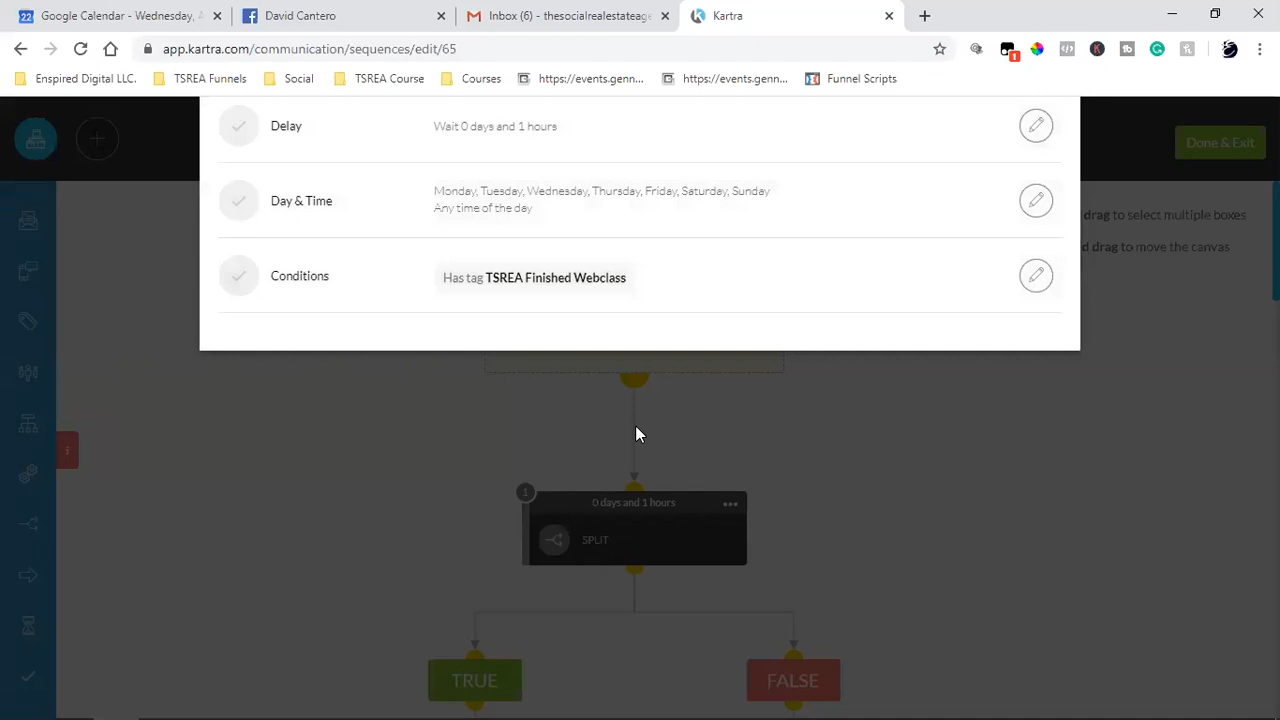 22 Google Calendar - Wednesday, A
David Cantero
Inbox (6) - thesocialrealestateage
Kartra
app.kartra.com/communication/sequences/edit/65
1
Enspired Digital LLC.
TSREA Funnels
Social
TSREA Course
Courses
https://events.genn...
https://events.genn...
Funnel Scripts
Delay
Wait 0 days and 1 hours
Done & Exit
Day & Time
Monday, Tuesday, Wednesday, Thursday, Friday, Saturday, Sunday
Any time of the day
drag to select multiple boxes
d drag to move the canvas
Conditions
Has tag TSREA Finished Webclass
1
0 days and 1 hours
SPLIT
TRUE
FALSE